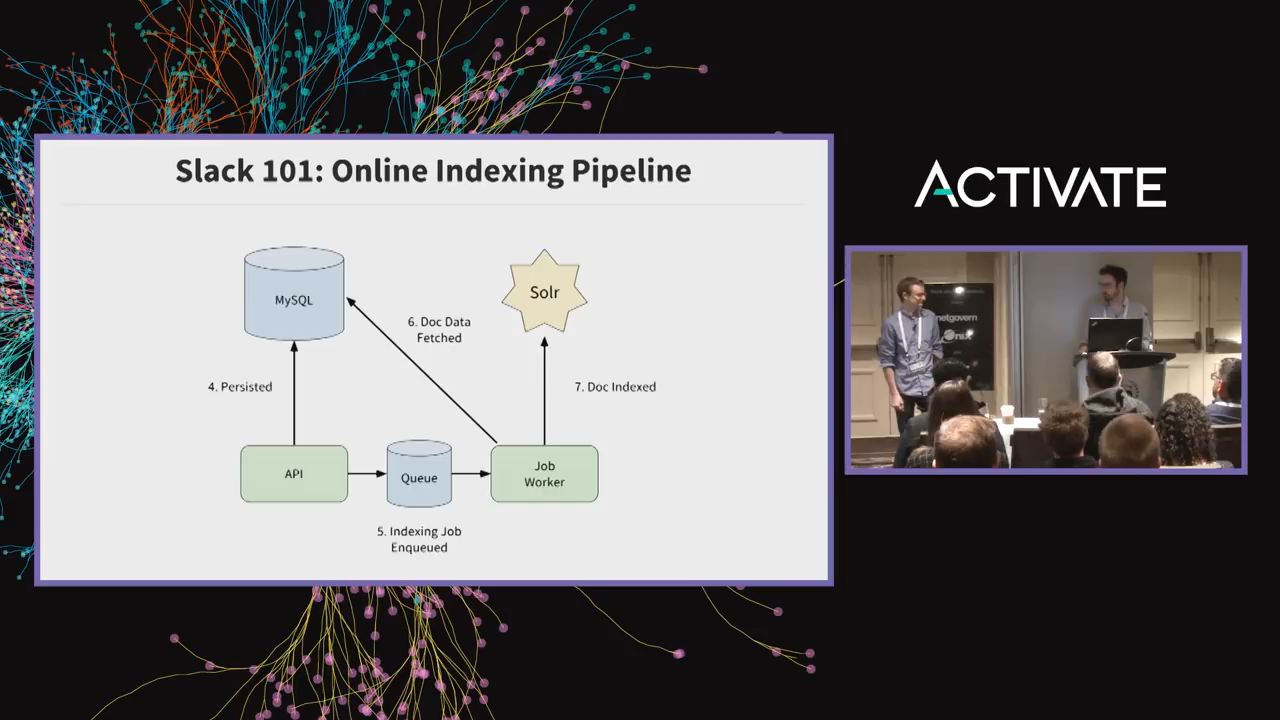 Slack 101: Online Indexing Pipeline
MySQL
Solr
6. Doc Data
Fetched
4. Persisted
7. Doc Indexed
API
Queue
Job
Worker
5. Indexing Job
Enqueued
ACTIVATE
netgovern